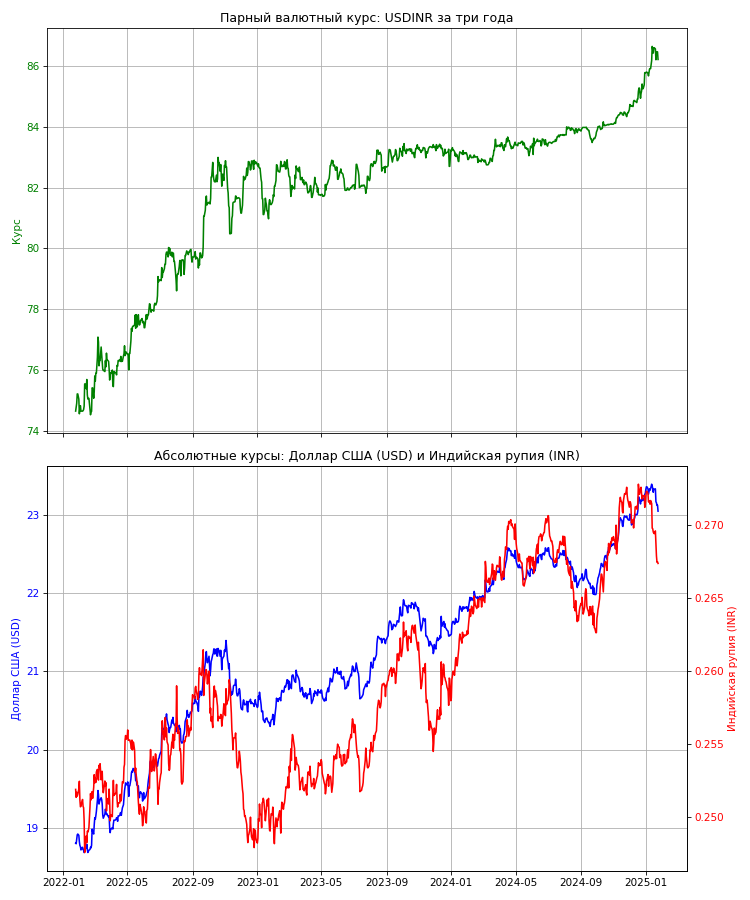 Парный валютный курс: USDINR за три года
Курс
86
84
82
80
78
76
74
Абсолютные курсы: Доллар США (USD) и Индийская рупия (INR)
Доллар США (USD)
23
22
21
20
19
0.270
0.265
0.260
0.255
0.250
Индийская рупия (INR)
2022-01 2022-05 2022-09 2023-01 2023-05 2023-09 2024-01 2024-05 2024-09 2025-01